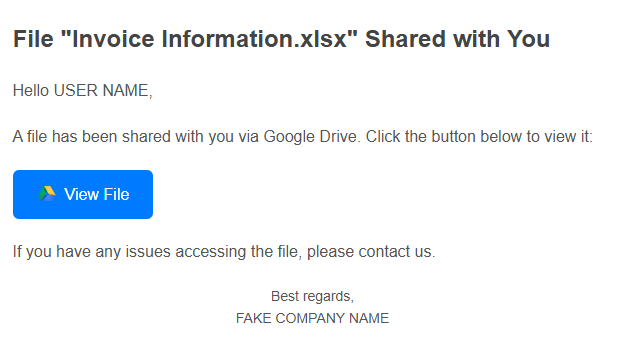 File "Invoice Information.xlsx" Shared with You
Hello USER NAME,
A file has been shared with you via Google Drive. Click the button below to view it:
View File
If you have any issues accessing the file, please contact us.
Best regards,
FAKE COMPANY NAME